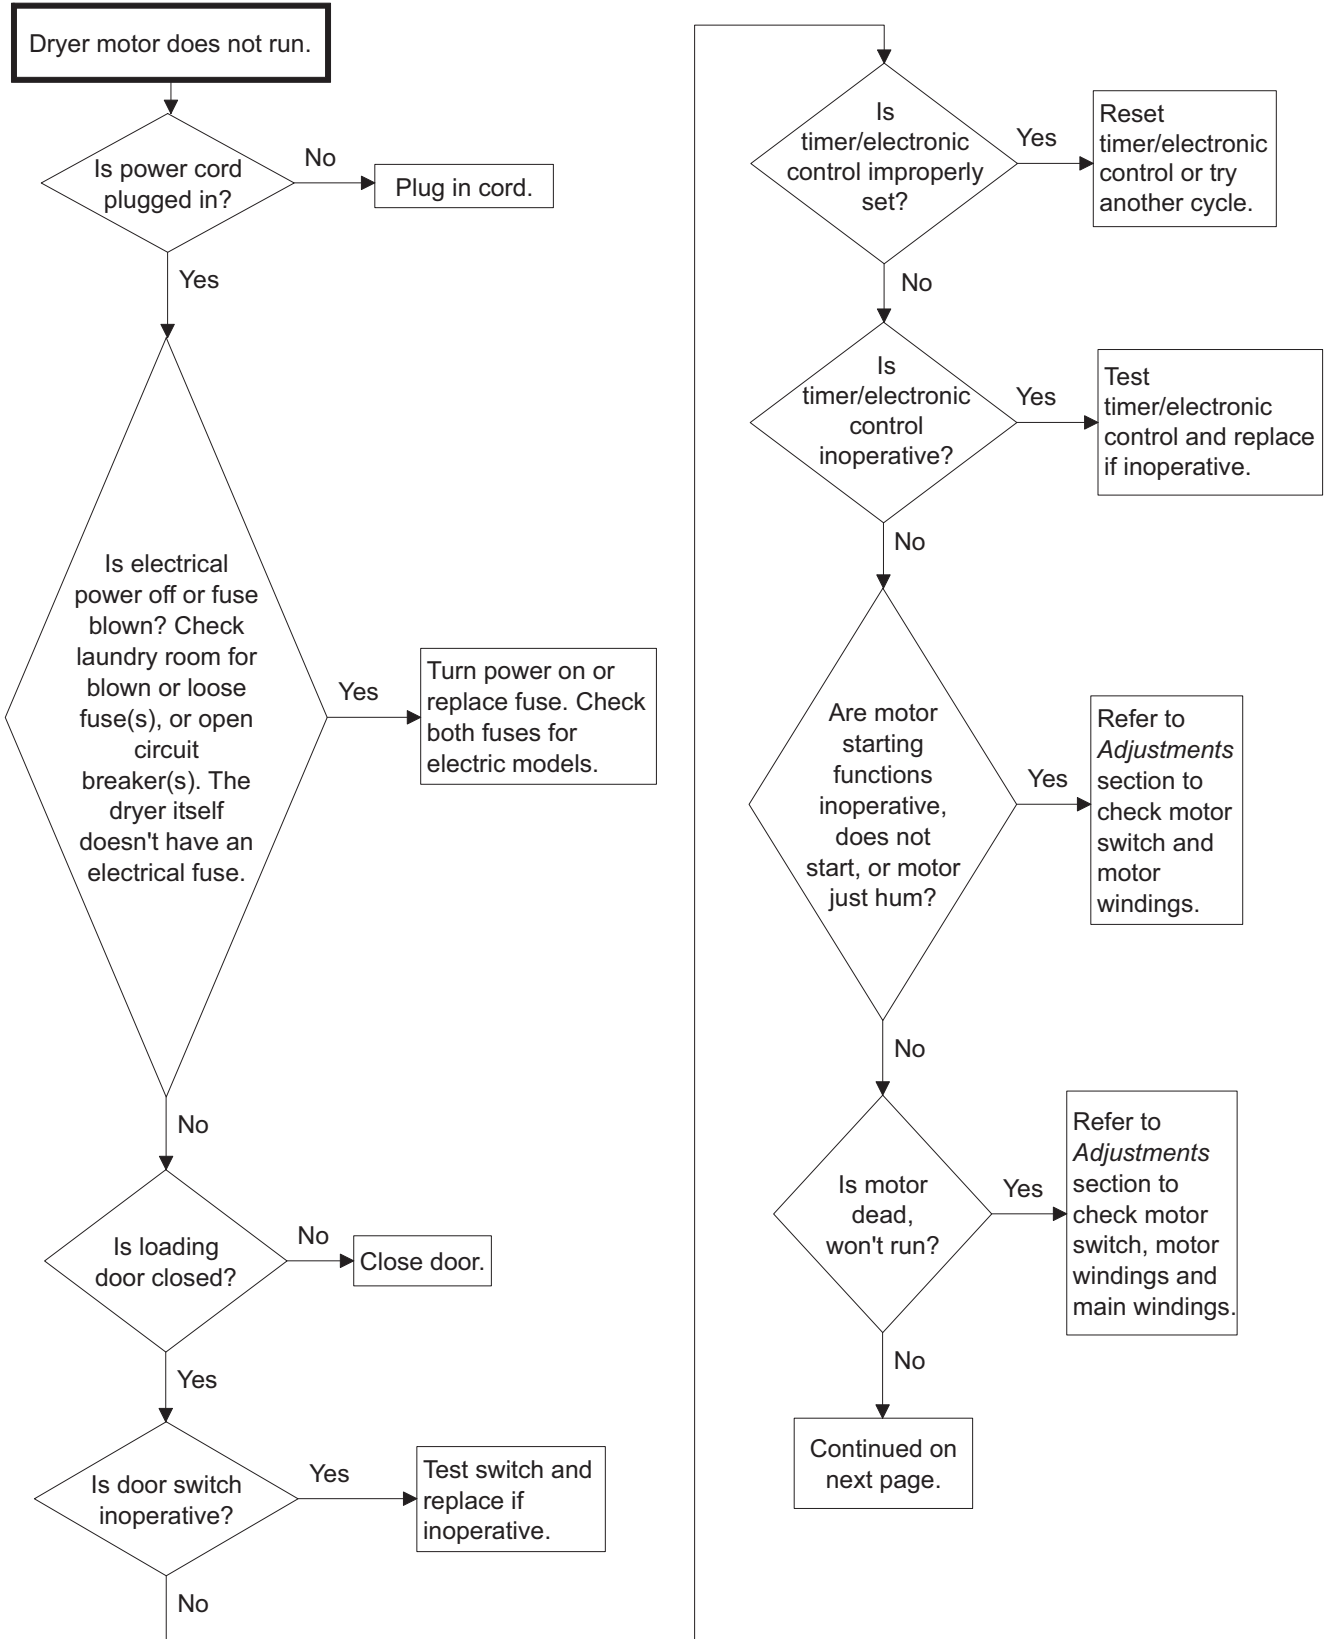 Dryer motor does not run.
Is power cord
plugged in?
No
Plug in cord.
Yes
Is electrical
power off or fuse
blown? Check
laundry room for
blown or loose
fuse(s), or open
circuit
breaker(s). The
dryer itself
doesn't have an
electrical fuse.
Yes
Turn power on or
replace fuse. Check
both fuses for
electric models.
No
Is loading
door closed?
No
Close door.
Yes
Is door switch
inoperative?
Yes
Test switch and
replace if
inoperative.
No
Is
timer/electronic
control improperly
set?
Yes
Reset
timer/electronic
control or try
another cycle.
No
Is
timer/electronic
control
inoperative?
Yes
Test
timer/electronic
control and replace
if inoperative.
No
Are motor
starting
functions
inoperative,
does not
start, or motor
just hum?
Yes
Refer to
Adjustments
section to
check motor
switch and
motor
windings.
No
Is motor
dead,
won't run?
Yes
Refer to
Adjustments
section to
check motor
switch, motor
windings and
main windings.
No
Continued on
next page.